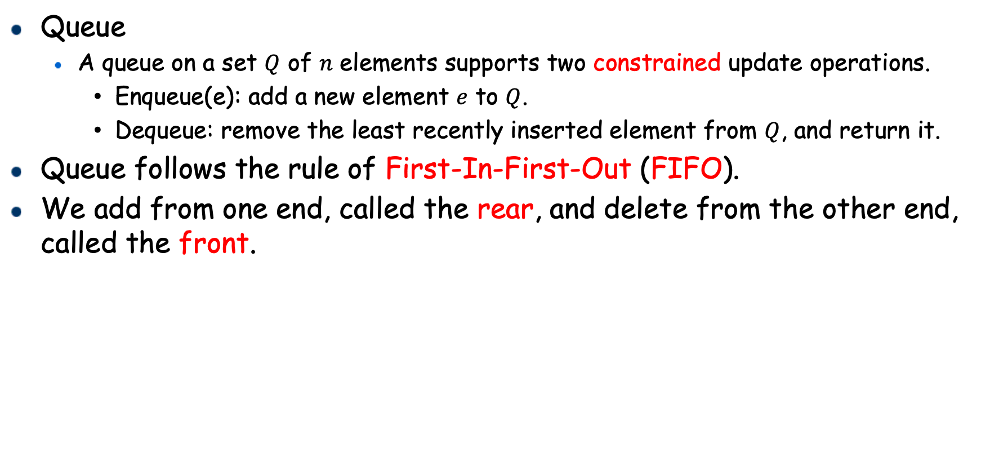 • Queue
• A queue on a set Q of n elements supports two constrained update operations.
• Enqueue(e): add a new element e to Q.
• Dequeue: remove the least recently inserted element from Q, and return it.
• Queue follows the rule of First-In-First-Out (FIFO).
• We add from one end, called the rear, and delete from the other end,
called the front.